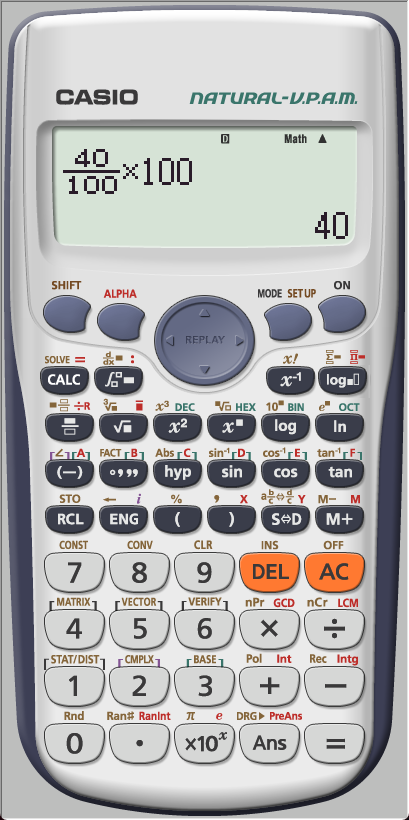 CASIO NATURAL-V.P.A.M.
D Math ▲
40/100×100
40
SHIFT ALPHA MODE SETUP ON
REPLAY
SOLVE = d/dx■ : x! Σ■ Π■
CALC ∫■ x⁻¹ log■□
■■/■ ÷R ³√■ x³ DEC ■√□ HEX 10■ BIN e■ OCT
■/■ √■ x² x■ log ln
∠ A FACT B Abs C sin⁻¹ D cos⁻¹ E tan⁻¹ F
(−) °,,, hyp sin cos tan
STO ← i % , X a b/c⇔d/c Y M− M
RCL ENG ( ) S⇔D M+
CONST CONV CLR INS OFF
7 8 9 DEL AC
MATRIX VECTOR VERIFY nPr GCD nCr LCM
4 5 6 × ÷
STAT/DIST CMPLX BASE Pol Int Rec Intg
1 2 3 + −
Rnd Ran# RanInt π e DRG▶ PreAns
0 . ×10ˣ Ans =